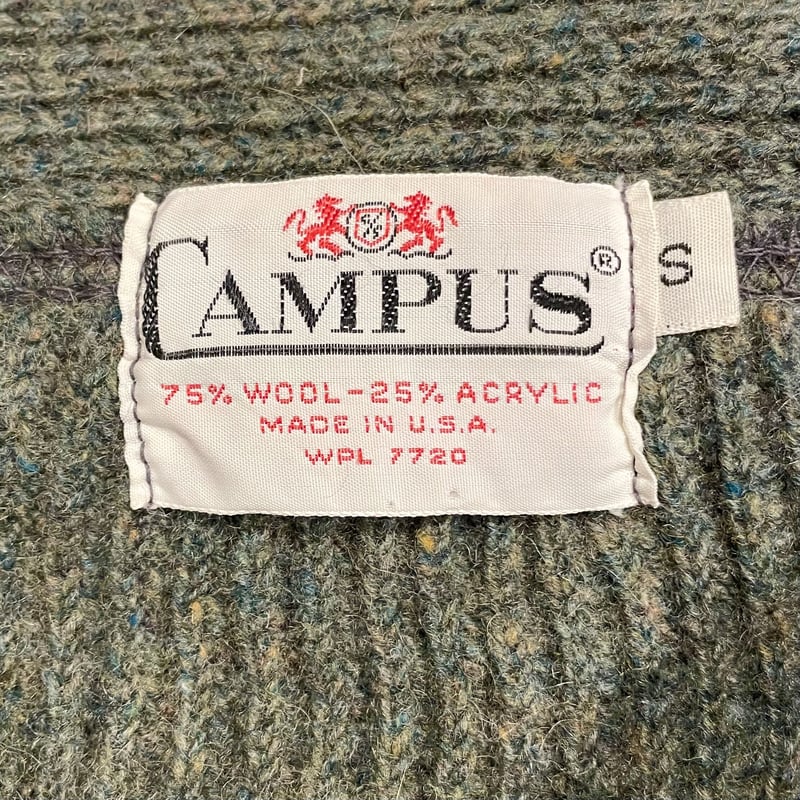 CAMPUS®
S
75% WOOL-25% ACRYLIC
MADE IN U.S.A.
WPL 7720